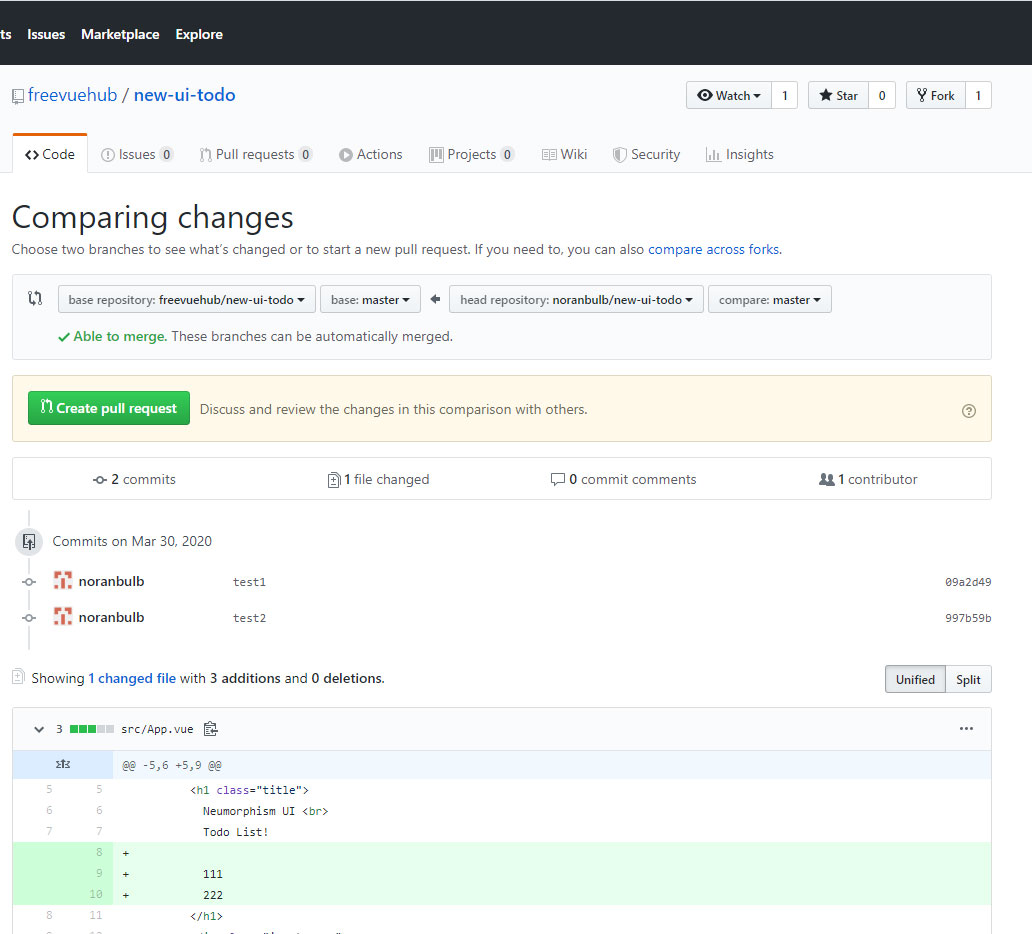 ts Issues Marketplace Explore
freevuehub / new-ui-todo Watch 1 Star 0 Fork 1
Code Issues 0 Pull requests 0 Actions Projects 0 Wiki Security Insights
Comparing changes
Choose two branches to see what's changed or to start a new pull request. If you need to, you can also compare across forks.
base repository: freevuehub/new-ui-todo base: master head repository: noranbulb/new-ui-todo compare: master
Able to merge. These branches can be automatically merged.
Create pull request Discuss and review the changes in this comparison with others.
2 commits 1 file changed 0 commit comments 1 contributor
Commits on Mar 30, 2020
noranbulb test1 09a2d49
noranbulb test2 997b59b
Showing 1 changed file with 3 additions and 0 deletions. Unified Split
3 src/App.vue
@@ -5,6 +5,9 @@
5 5 <h1 class="title">
6 6 Neumorphism UI <br>
7 7 Todo List!
8 +
9 + 111
10 + 222
8 11 </h1>